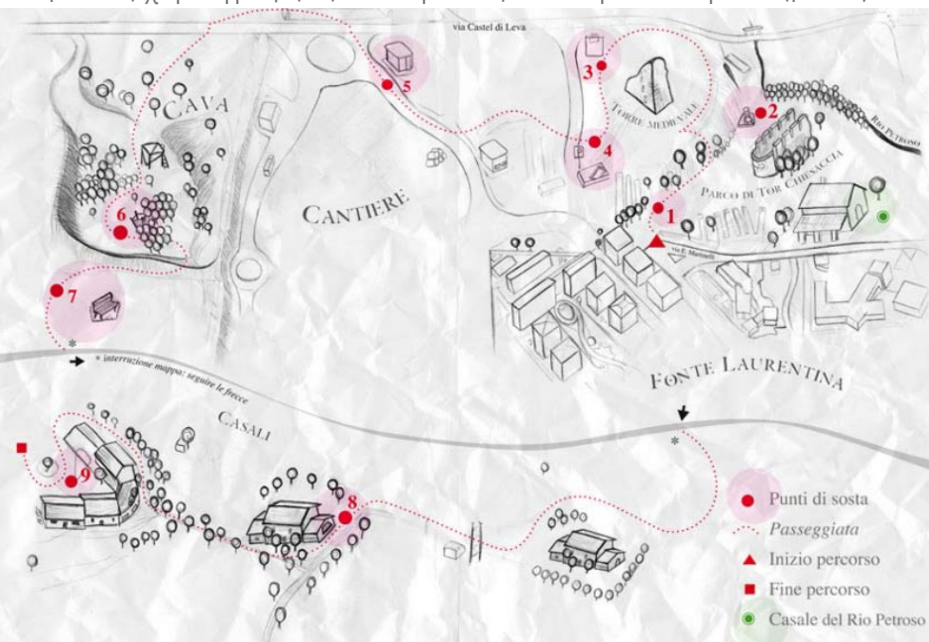 via Castel di Leva
5
3
TORRE MEDIEVALE
2
RIO PETROSO
CAVA
4
PARCO DI TOR CHIESACCIA
CANTIERE
1
6
7
FONTE LAURENTINA
*
* interruzione mappa: seguire le frecce
CASALI
*
9
8
Punti di sosta
Passeggiata
Inizio percorso
Fine percorso
Casale del Rio Petroso